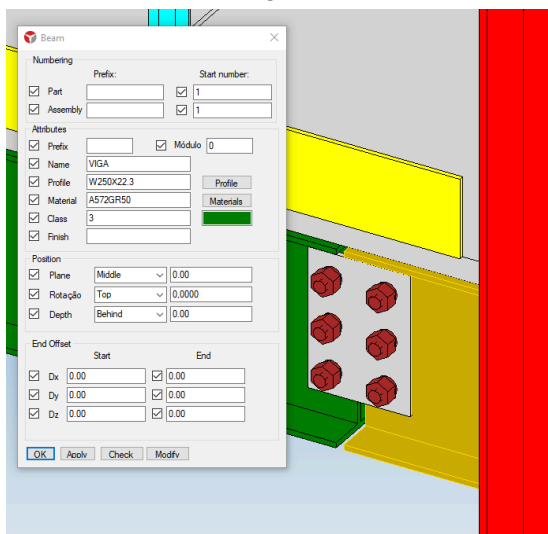 Beam
Numbering
Prefix: Start number:
Part 1
Assembly 1
Attributes
Prefix Módulo 0
Name VIGA
Profile W250X22.3 Profile
Material A572GR50 Materials
Class 3
Finish
Position
Plane Middle 0.00
Rotação Top 0.0000
Depth Behind 0.00
End Offset
Start End
Dx 0.00 0.00
Dy 0.00 0.00
Dz 0.00 0.00
OK Apply Check Modify